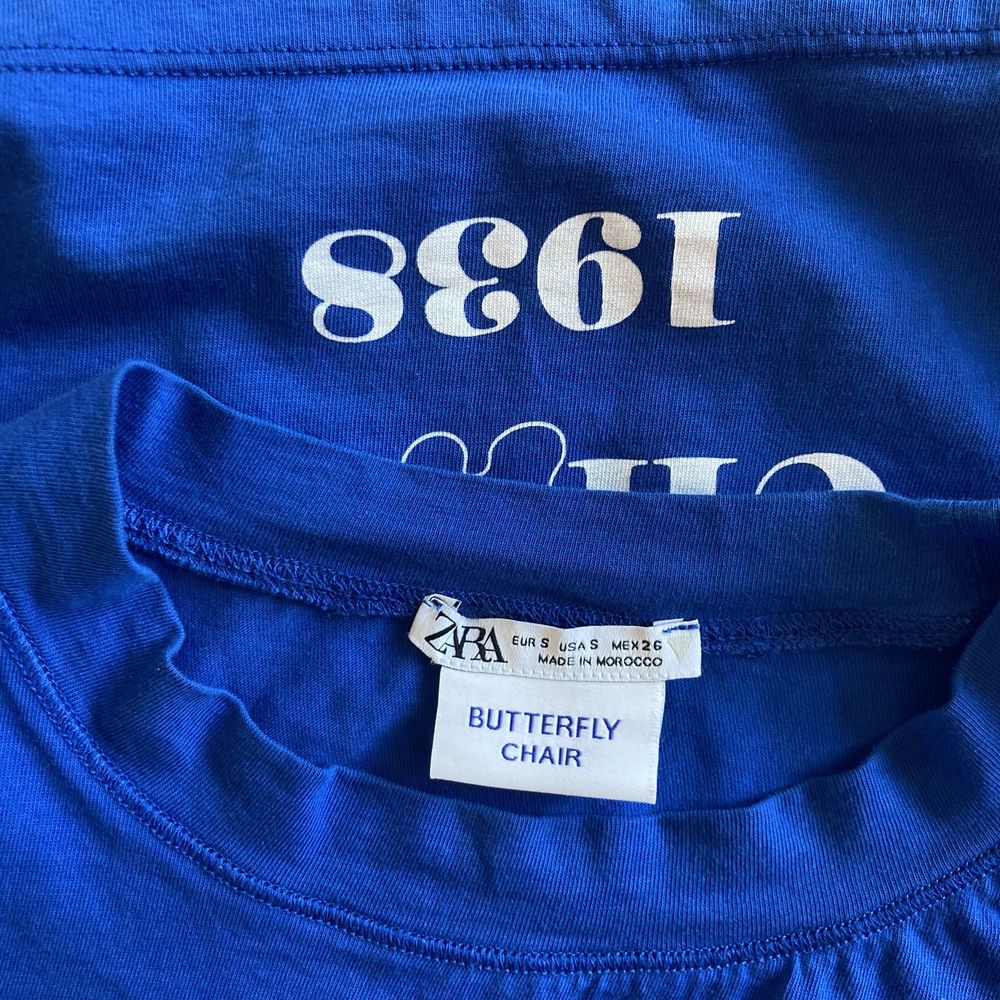 1938
ZARA EUR S USA S MEX 26
MADE IN MOROCCO
BUTTERFLY
CHAIR